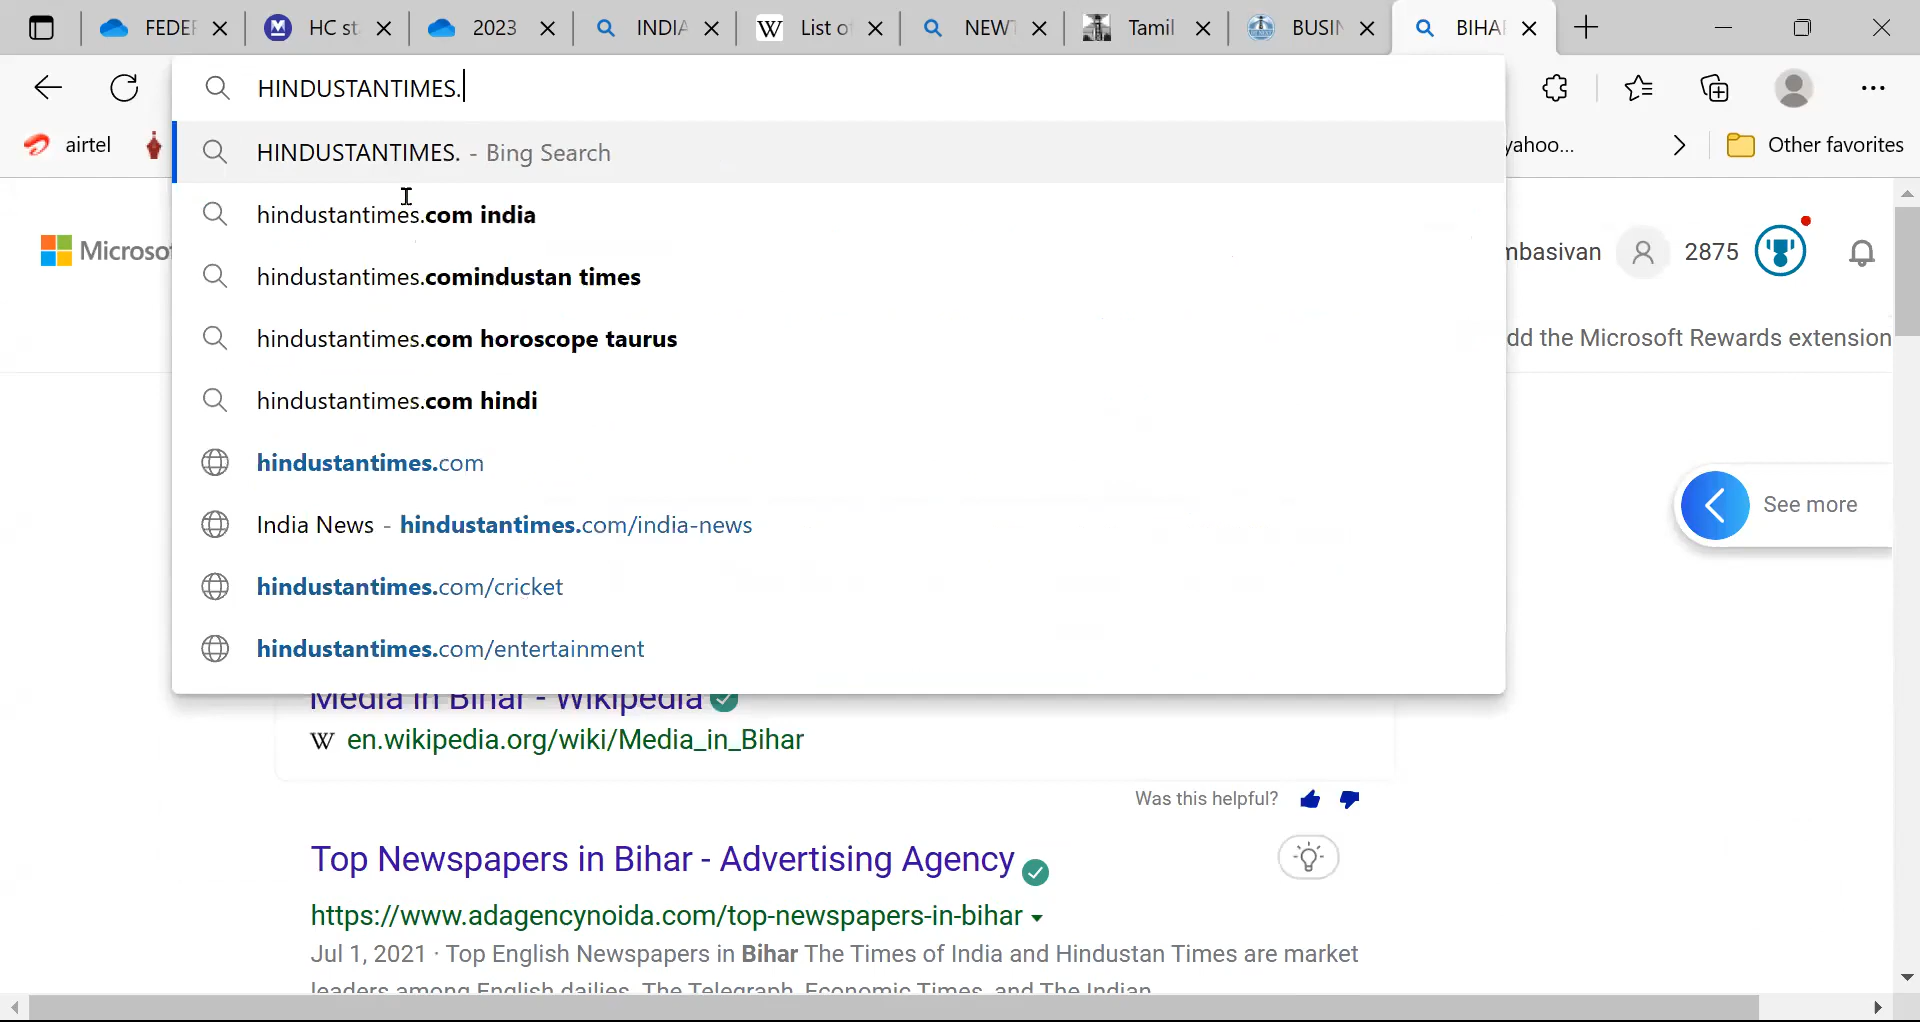 FEDEF
HC st
2023
INDIA
List o
NEWT
Tamil
BUSIN
BIHAF
HINDUSTANTIMES.
airtel
HINDUSTANTIMES. - Bing Search
yahoo...
Other favorites
hindustantimes.com india
Microsof
mbasivan
2875
hindustantimes.comindustan times
hindustantimes.com horoscope taurus
dd the Microsoft Rewards extension
hindustantimes.com hindi
hindustantimes.com
See more
India News - hindustantimes.com/india-news
hindustantimes.com/cricket
hindustantimes.com/entertainment
Media in Bihar - Wikipedia
W en.wikipedia.org/wiki/Media_in_Bihar
Was this helpful?
Top Newspapers in Bihar - Advertising Agency
https://www.adagencynoida.com/top-newspapers-in-bihar
Jul 1, 2021 · Top English Newspapers in Bihar The Times of India and Hindustan Times are market
leaders among English dailies. The Telegraph, Economic Times, and The Indian